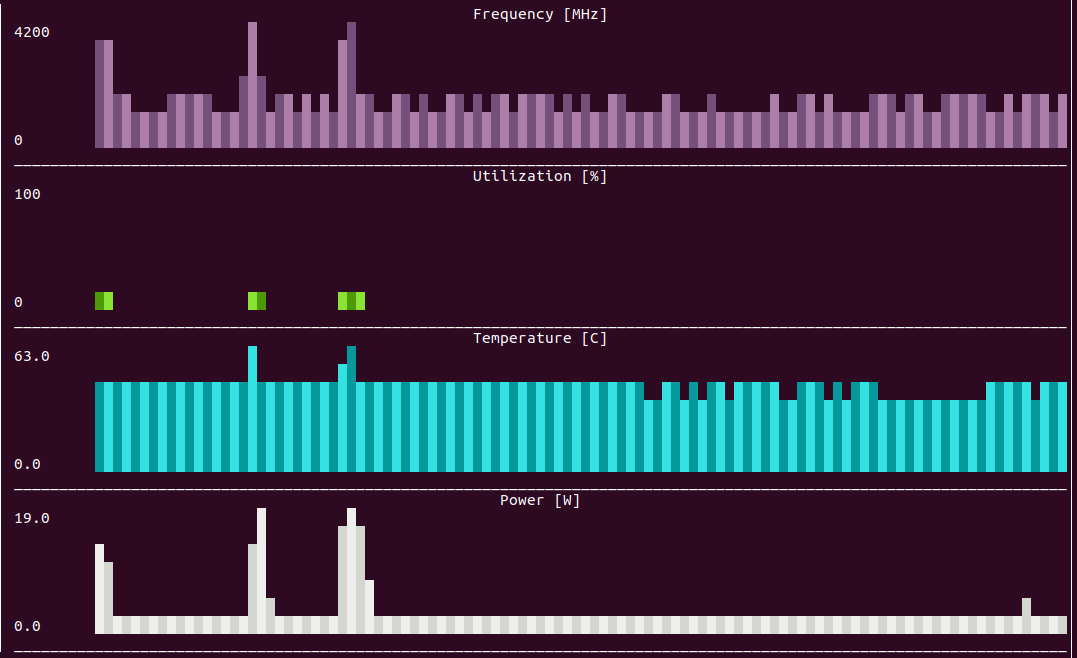 Frequency [MHz]
4200
0
Utilization [%]
100
0
Temperature [C]
63.0
0.0
Power [W]
19.0
0.0